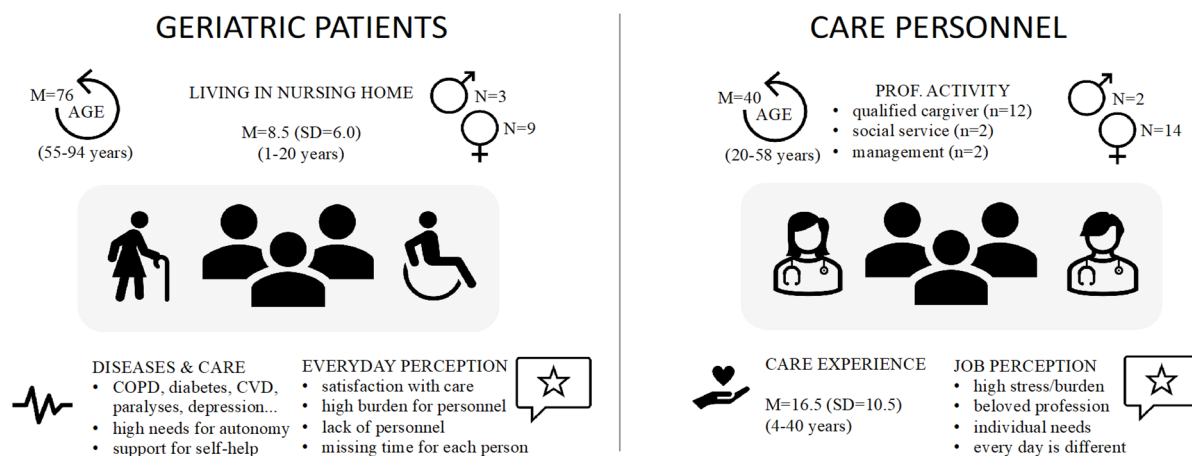 GERIATRIC PATIENTS
M=76
AGE
(55-94 years)
LIVING IN NURSING HOME
M=8.5 (SD=6.0)
(1-20 years)
N=3
N=9
DISEASES & CARE
• COPD, diabetes, CVD,
paralyses, depression...
• high needs for autonomy
• support for self-help
EVERYDAY PERCEPTION
• satisfaction with care
• high burden for personnel
• lack of personnel
• missing time for each person
CARE PERSONNEL
M=40
AGE
(20-58 years)
PROF. ACTIVITY
• qualified cargiver (n=12)
• social service (n=2)
• management (n=2)
N=2
N=14
CARE EXPERIENCE
M=16.5 (SD=10.5)
(4-40 years)
JOB PERCEPTION
• high stress/burden
• beloved profession
• individual needs
• every day is different